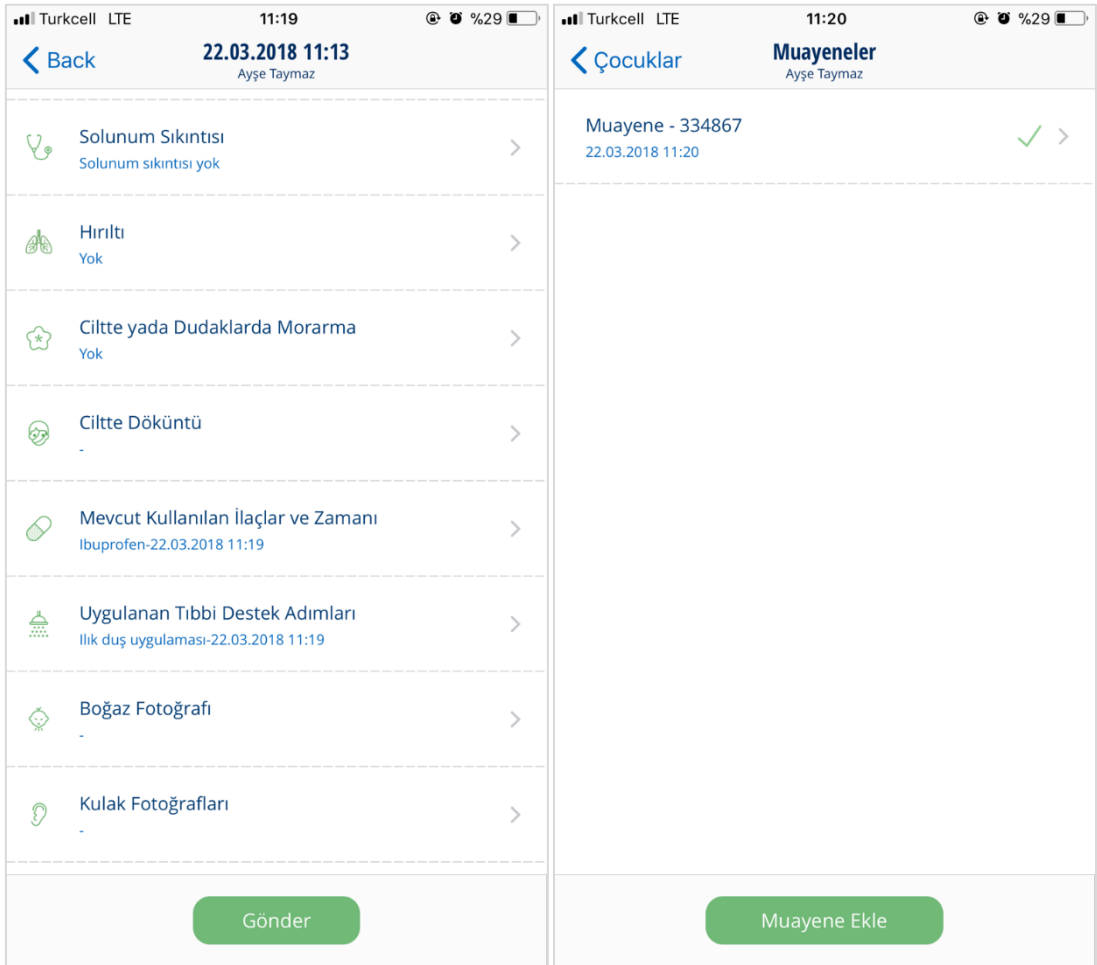 Turkcell LTE 11:19 %29
Back
22.03.2018 11:13
Ayşe Taymaz
Solunum Sıkıntısı
Solunum sıkıntısı yok
Hırıltı
Yok
Ciltte yada Dudaklarda Morarma
Yok
Ciltte Döküntü
-
Mevcut Kullanılan İlaçlar ve Zamanı
Ibuprofen-22.03.2018 11:19
Uygulanan Tıbbi Destek Adımları
Ilık duş uygulaması-22.03.2018 11:19
Boğaz Fotoğrafı
-
Kulak Fotoğrafları
-
Gönder
Turkcell LTE 11:20 %29
Çocuklar
Muayeneler
Ayşe Taymaz
Muayene - 334867
22.03.2018 11:20
Muayene Ekle